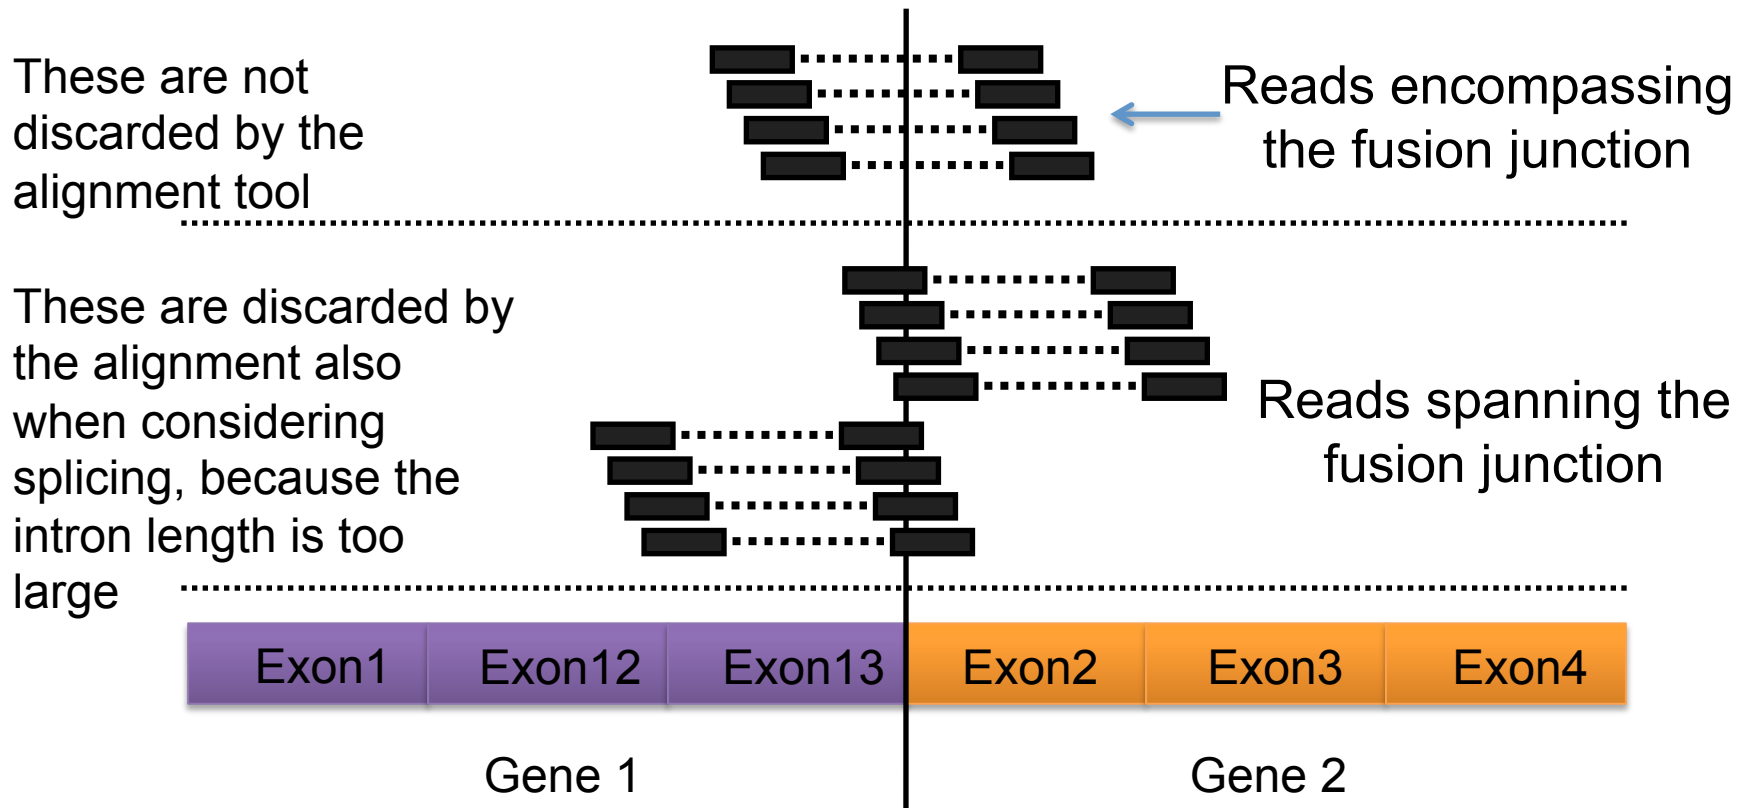 These are not
discarded by the
alignment tool
Reads encompassing
the fusion junction
These are discarded by
the alignment also
when considering
splicing, because the
intron length is too
large
Reads spanning the
fusion junction
Exon1 Exon12 Exon13 Exon2 Exon3 Exon4
Gene 1 Gene 2